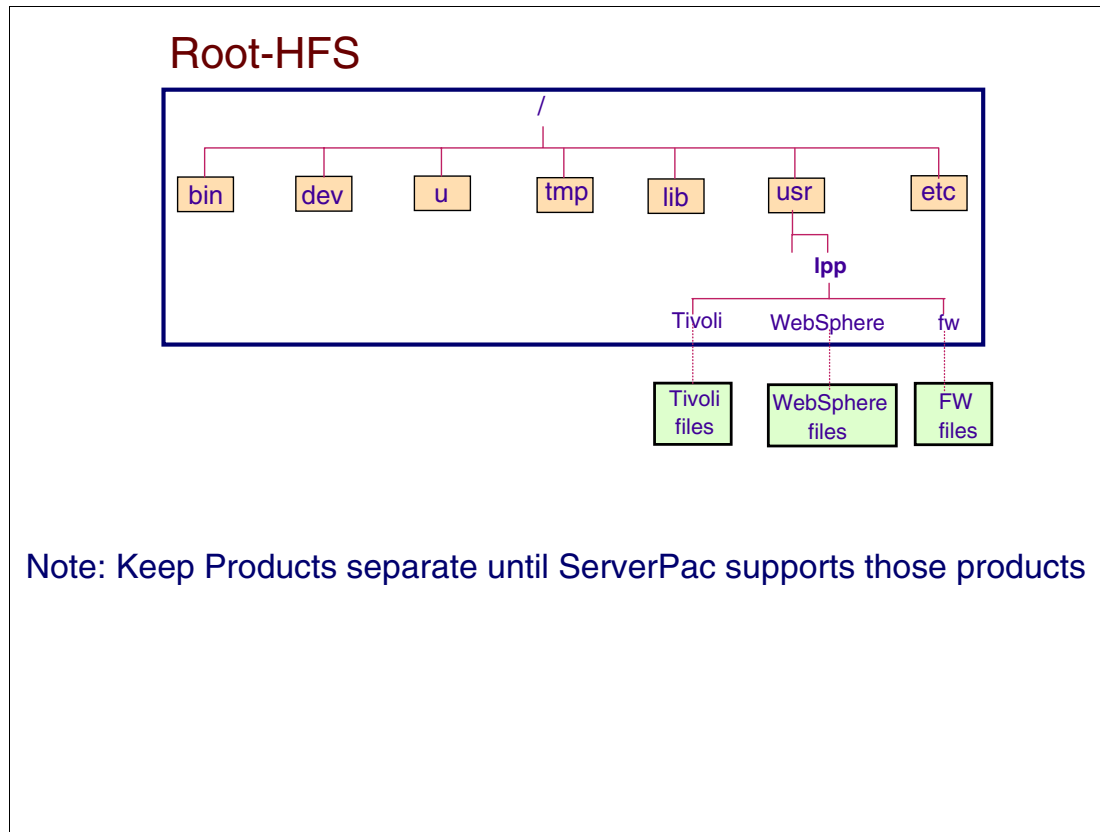 Root-HFS
/
bin dev u tmp lib usr etc
lpp
Tivoli WebSphere fw
Tivoli files
WebSphere files
FW files
Note: Keep Products separate until ServerPac supports those products